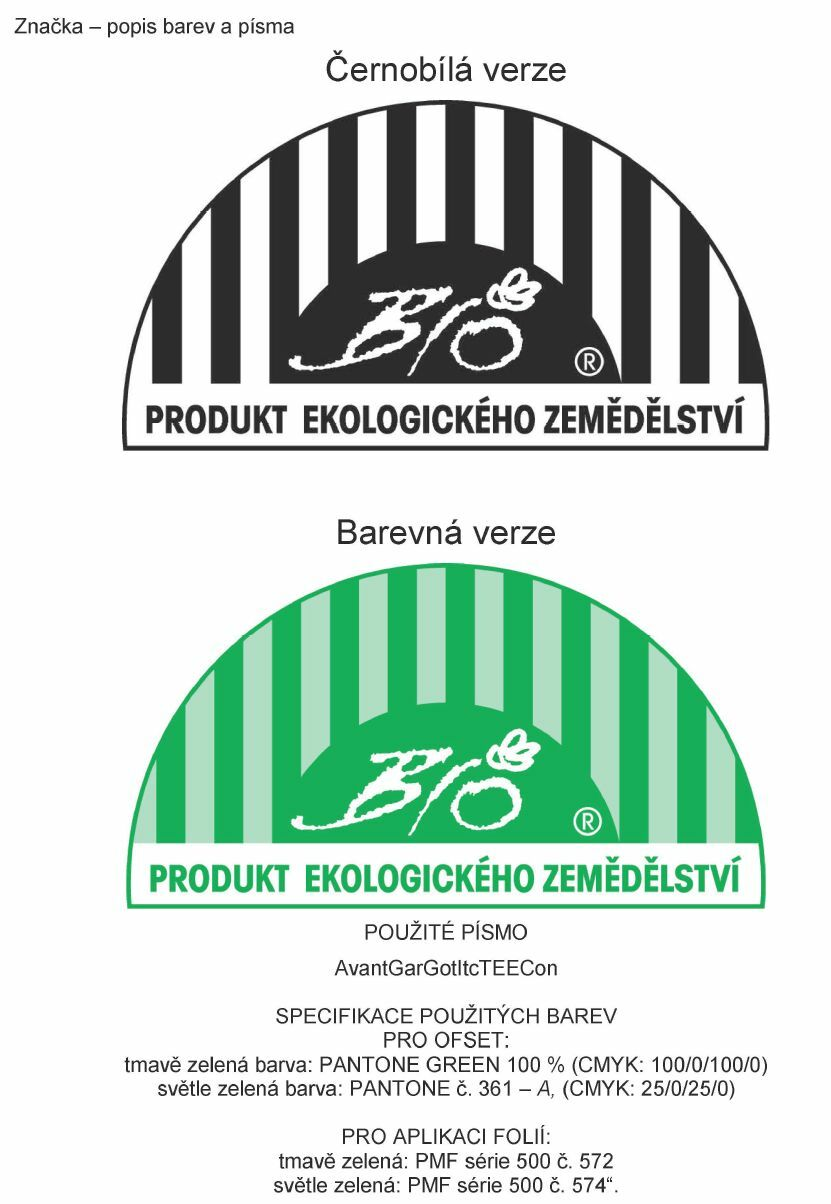 Značka – popis barev a písma
Černobílá verze
Bio
®
PRODUKT EKOLOGICKÉHO ZEMĚDĚLSTVÍ
Barevná verze
Bio
®
PRODUKT EKOLOGICKÉHO ZEMĚDĚLSTVÍ
POUŽITÉ PÍSMO
AvantGarGotItcTEECon
SPECIFIKACE POUŽITÝCH BAREV
PRO OFSET:
tmavě zelená barva: PANTONE GREEN 100 % (CMYK: 100/0/100/0)
světle zelená barva: PANTONE č. 361 – A, (CMYK: 25/0/25/0)
PRO APLIKACI FOLIÍ:
tmavě zelená: PMF série 500 č. 572
světle zelená: PMF série 500 č. 574“.